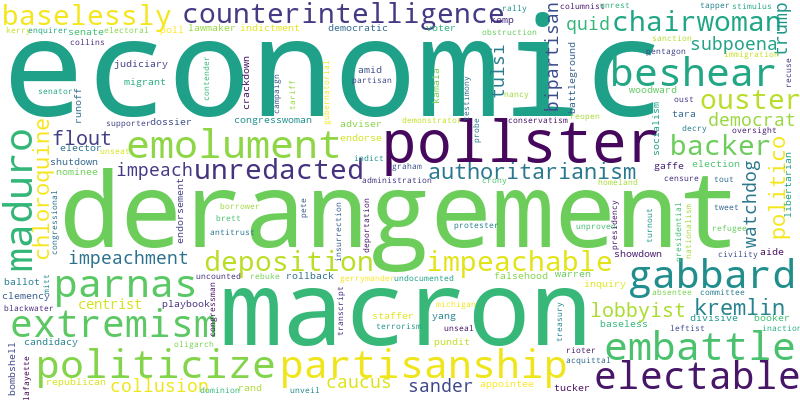 baselessly
counterintelligence
rally
kemp
columnist
unrest
tapper
stimulus
kerry
enquirer
senate
electoral
poll
lawmaker
indictment
democratic
voter
quid
chairwoman
trump
sanction
immigration
collins
obstruction
bipartisan
battleground
subpoena
economic
judiciary
contender
crackdown
campaign
tariff
gubernatorial
amid
partisan
kamala
testimony
nancy
tulsi
pentagon
recuse
beshear
migrant
senator
runoff
woodward
ouster
oust
supporter
dossier
congresswoman
adviser
demonstrator
probe
conservatism
reopen
socialism
tara
democrat
flout
emolument
endorse
pollster
decry
oversight
libertarian
elector
unseat
backer
maduro
chloroquine
shutdown
nominee
impeach
unredacted
indict
graham
authoritarianism
crony
gaffe
election
watchdog
politico
administration
homeland
censure
tout
congressional
endorsement
borrower
brett
antitrust
pete
insurrection
deportation
derangement
protester
unproven
presidency
turnout
nationalism
presidential
tweet
refugee
civility
impeachment
deposition
impeachable
showdown
aide
ballot
mitt
uncounted
rebuke
rollback
gerrymander
undocumented
falsehood
warren
inquiry
gabbard
clemency
parnas
blackwater
centrist
playbook
congressman
transcript
macron
staffer
michigan
treasury
lobbyist
absentee
committee
kremlin
extremism
terrorism
yang
unseal
baseless
divisive
booker
leftist
inaction
candidacy
oligarch
pundit
embattle
bombshell
lafayette
politicize
partisanship
rioter
acquittal
republican
collusion
dominion
rand
unveil
caucus
sander
appointee
tucker
electable